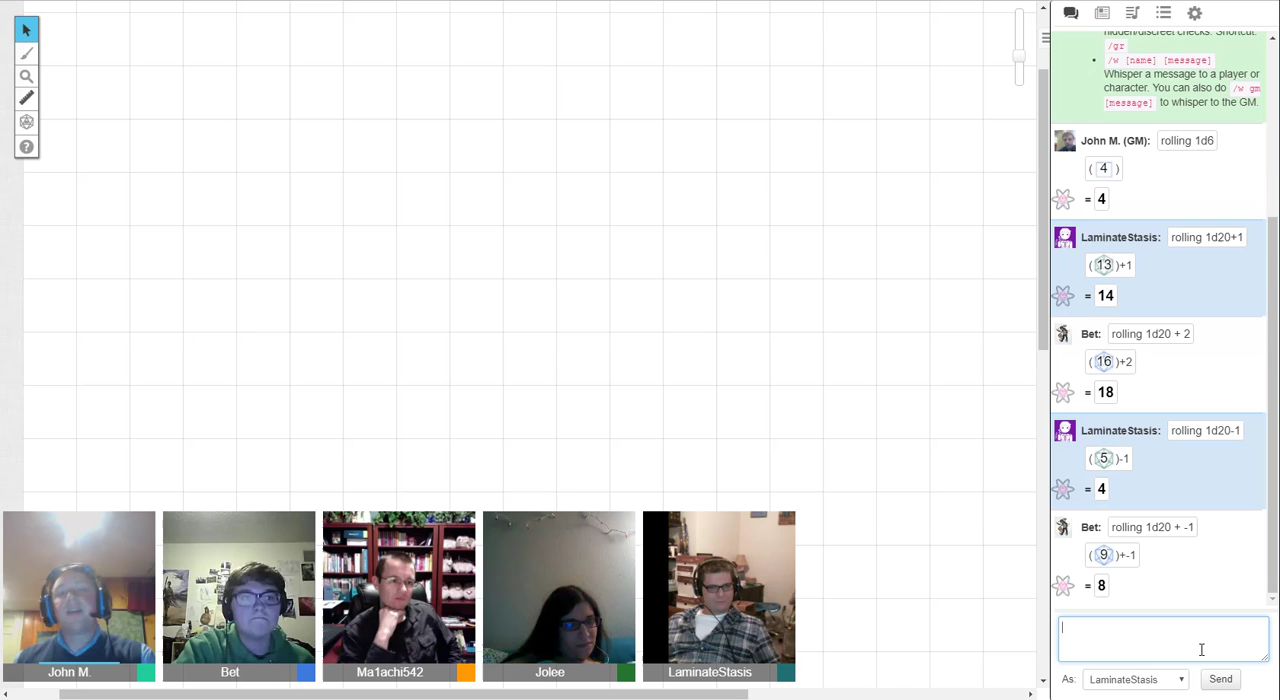 hidden/discreet checks. Shortcut:
/gr
• /w [name] [message]
Whisper a message to a player or
character. You can also do /w gm
[message] to whisper to the GM.
John M. (GM): rolling 1d6
( 4 )
= 4
LaminateStasis: rolling 1d20+1
( 13 )+1
= 14
Bet: rolling 1d20 + 2
( 16 )+2
= 18
LaminateStasis: rolling 1d20-1
( 5 )-1
= 4
Bet: rolling 1d20 + -1
( 9 )+-1
= 8
As: LaminateStasis Send
John M. Bet Ma1achi542 Jolee LaminateStasis